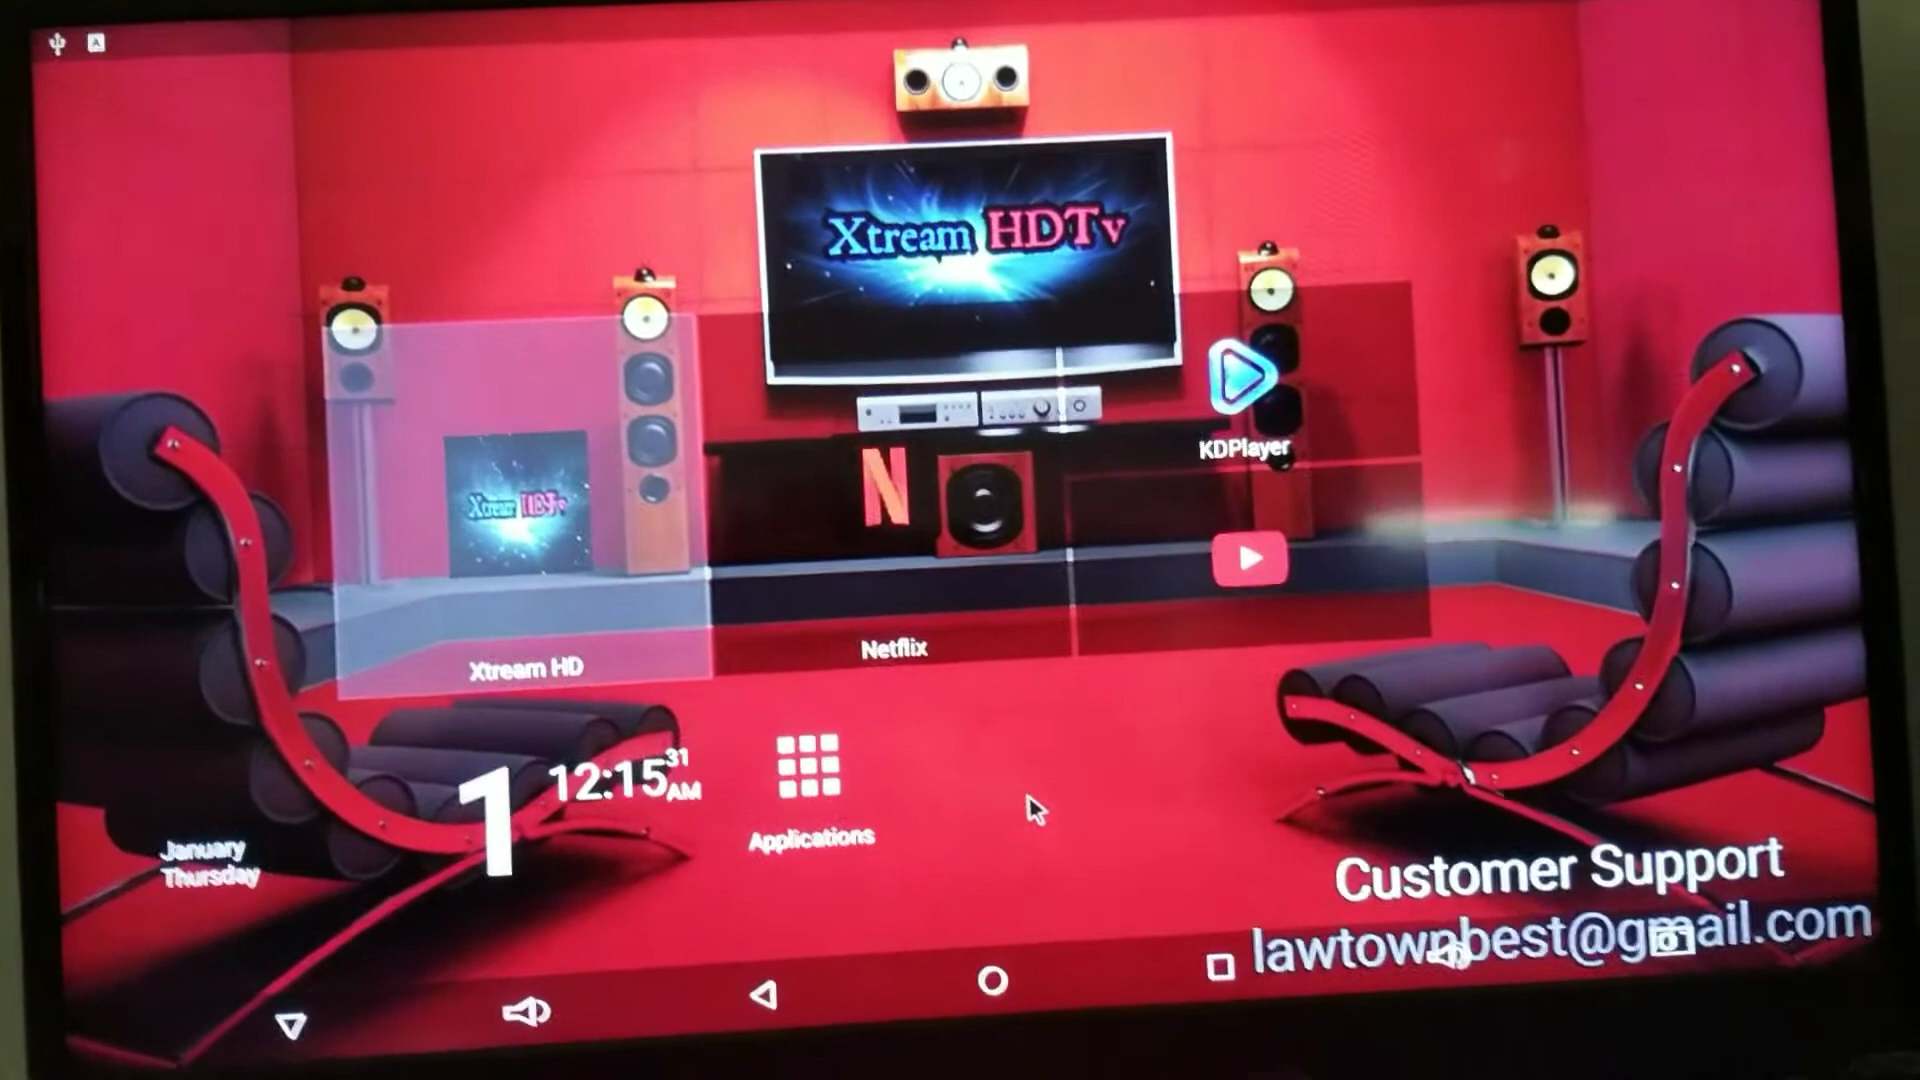 A
Xtream HDTv
KDPlayer
Xtream HDTv
N
Xtream HD
Netflix
1
12:15 31 AM
January
Thursday
Applications
Customer Support
lawtownbest@gmail.com